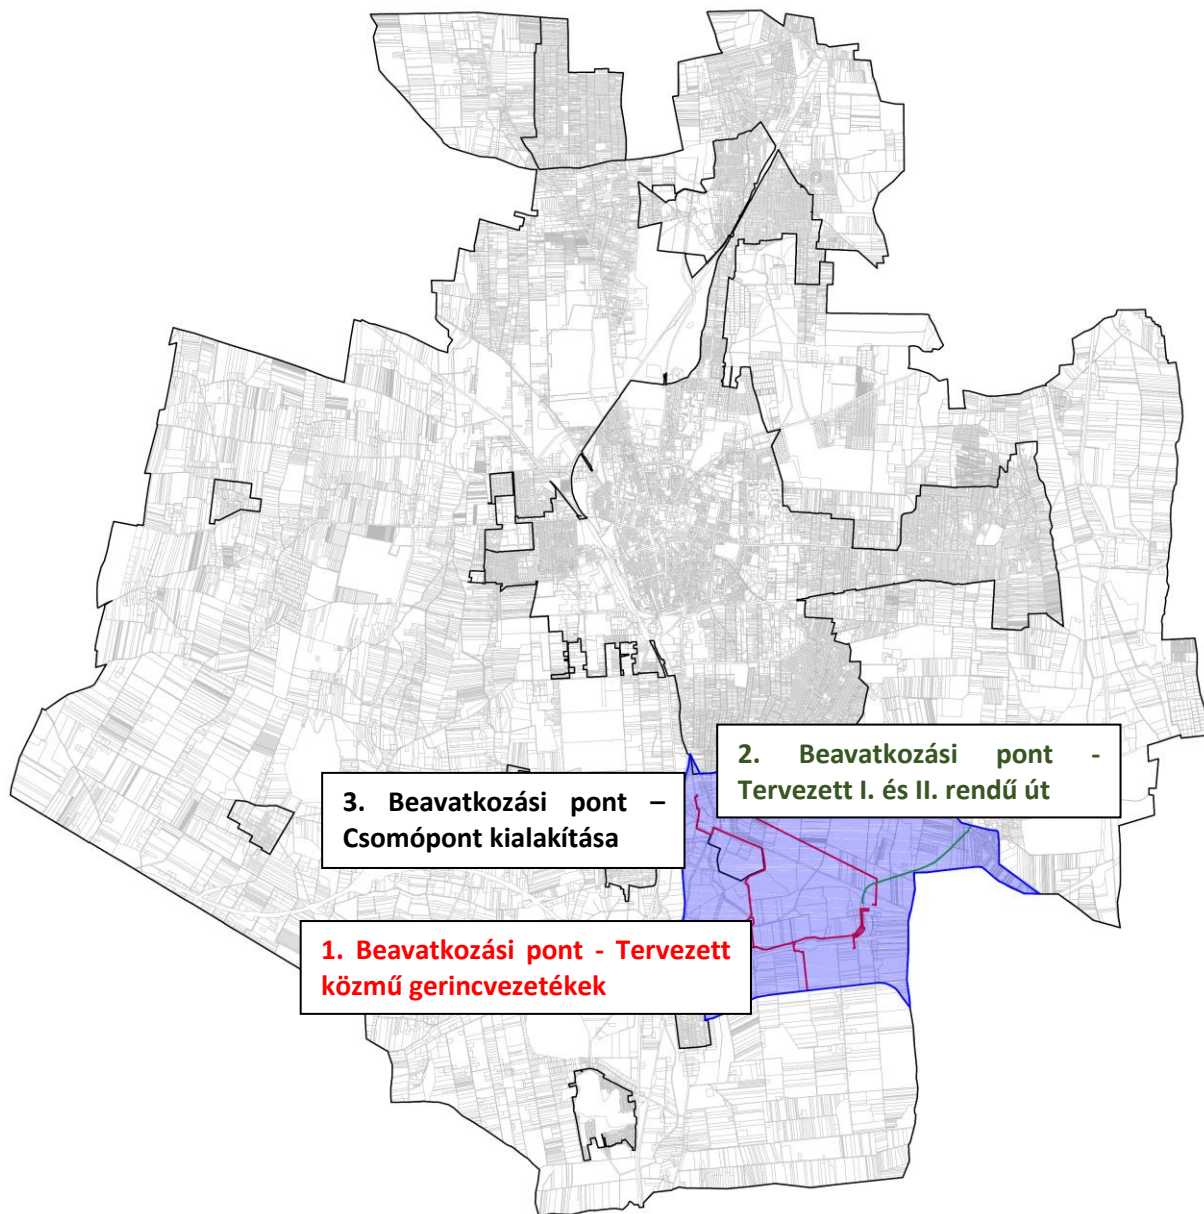 2. Beavatkozási pont -
Tervezett I. és II. rendű út
3. Beavatkozási pont –
Csomópont kialakítása
1. Beavatkozási pont - Tervezett
közmű gerincvezetékek